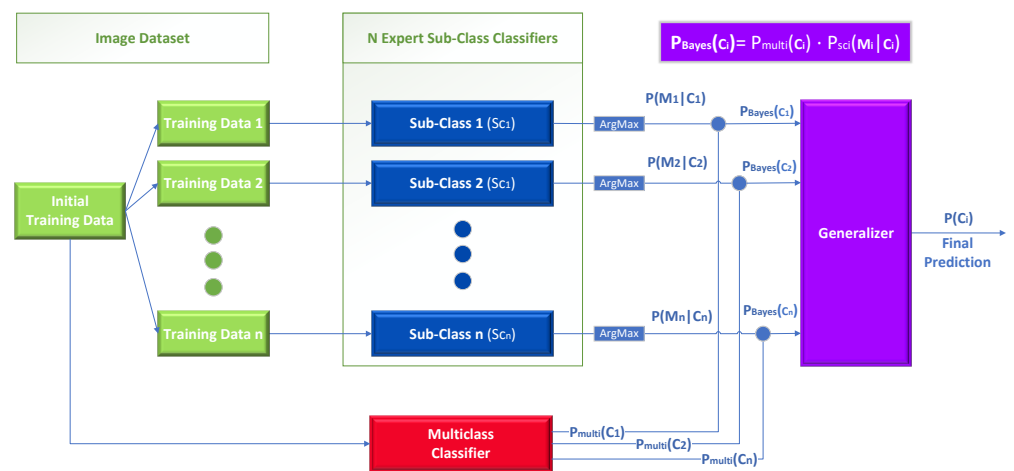 Image Dataset
N Expert Sub-Class Classifiers
PBayes(Ci)= Pmulti(Ci) · Psci(Mi|Ci)
Training Data 1
Sub-Class 1 (Sc1)
ArgMax
P(M1|C1)
PBayes(C1)
Training Data 2
Sub-Class 2 (Sc1)
ArgMax
P(M2|C2)
PBayes(C2)
Initial
Training Data
Generalizer
P(Ci)
Final
Prediction
Training Data n
Sub-Class n (Scn)
ArgMax
P(Mn|Cn)
PBayes(Cn)
Multiclass
Classifier
Pmulti(C1)
Pmulti(C2)
Pmulti(Cn)